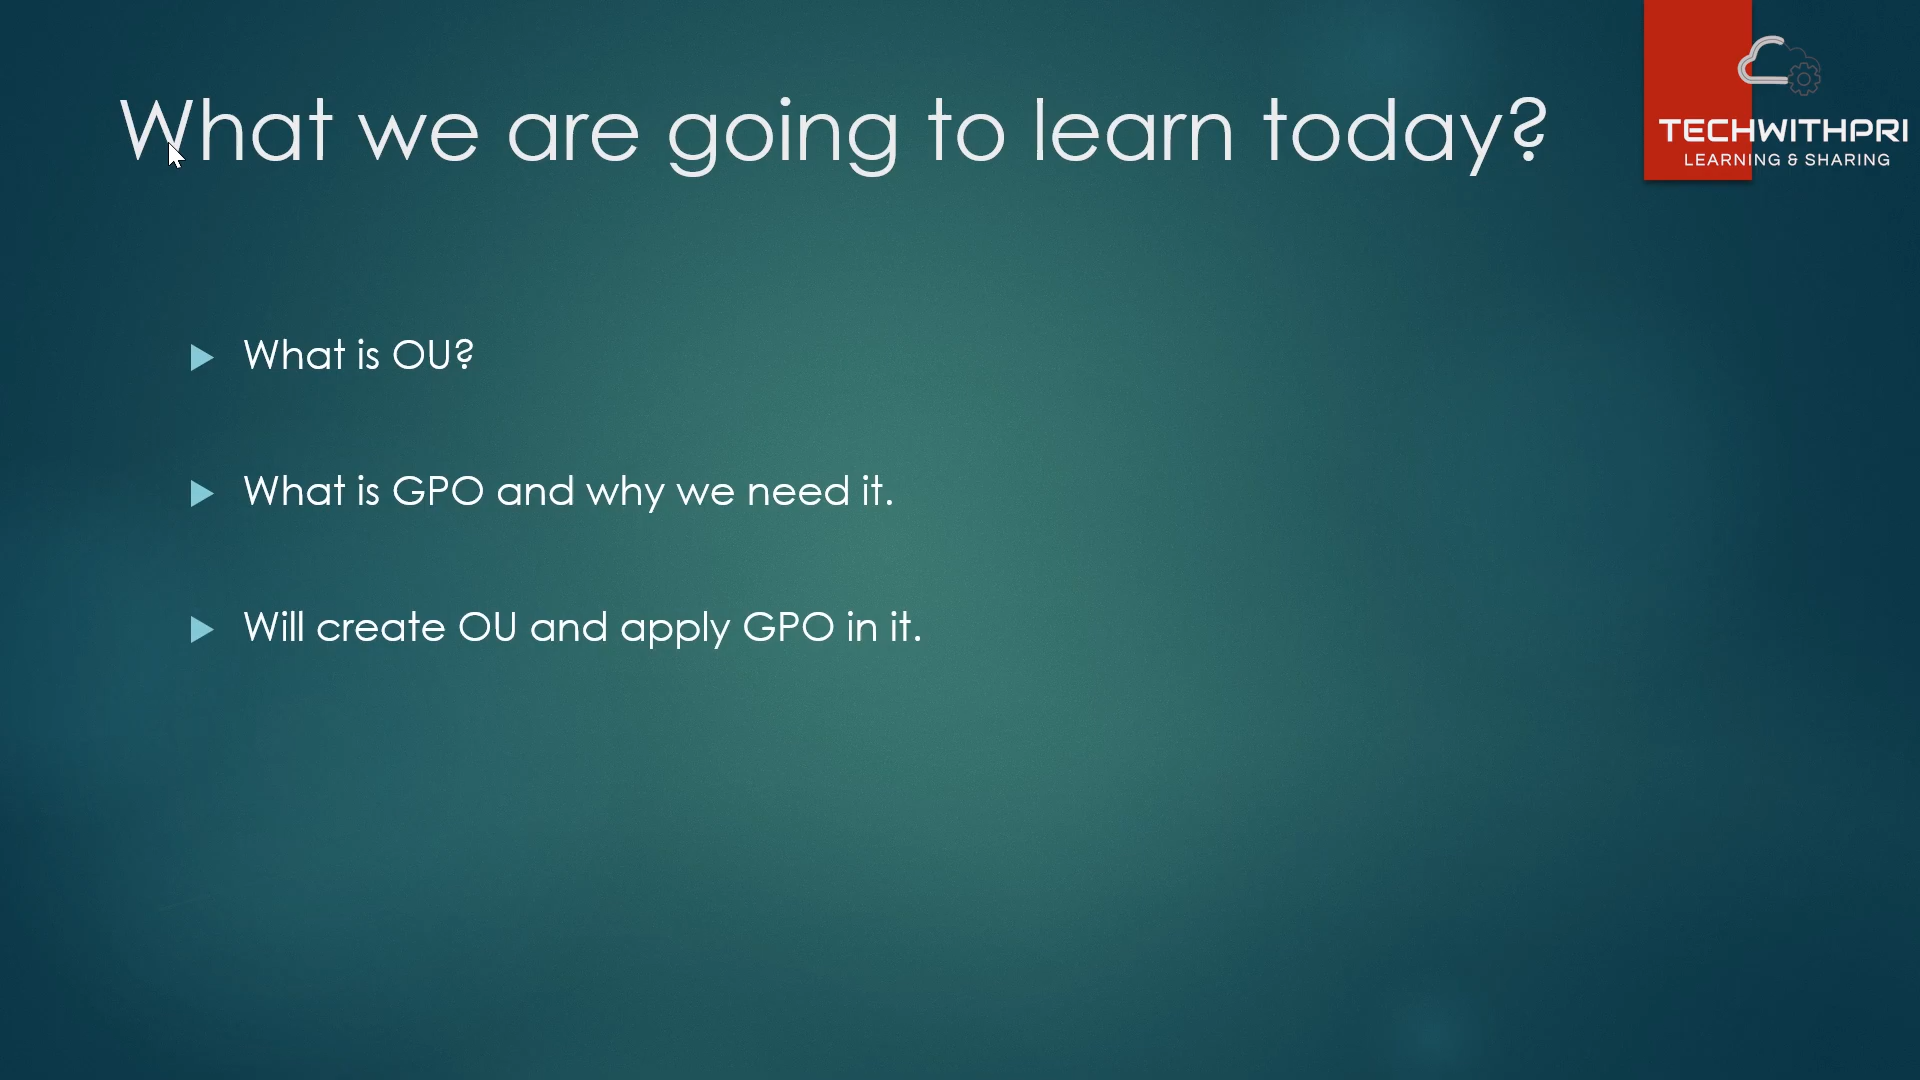 What we are going to learn today?
TECHWITHPRI
LEARNING & SHARING
What is OU?
What is GPO and why we need it.
Will create OU and apply GPO in it.